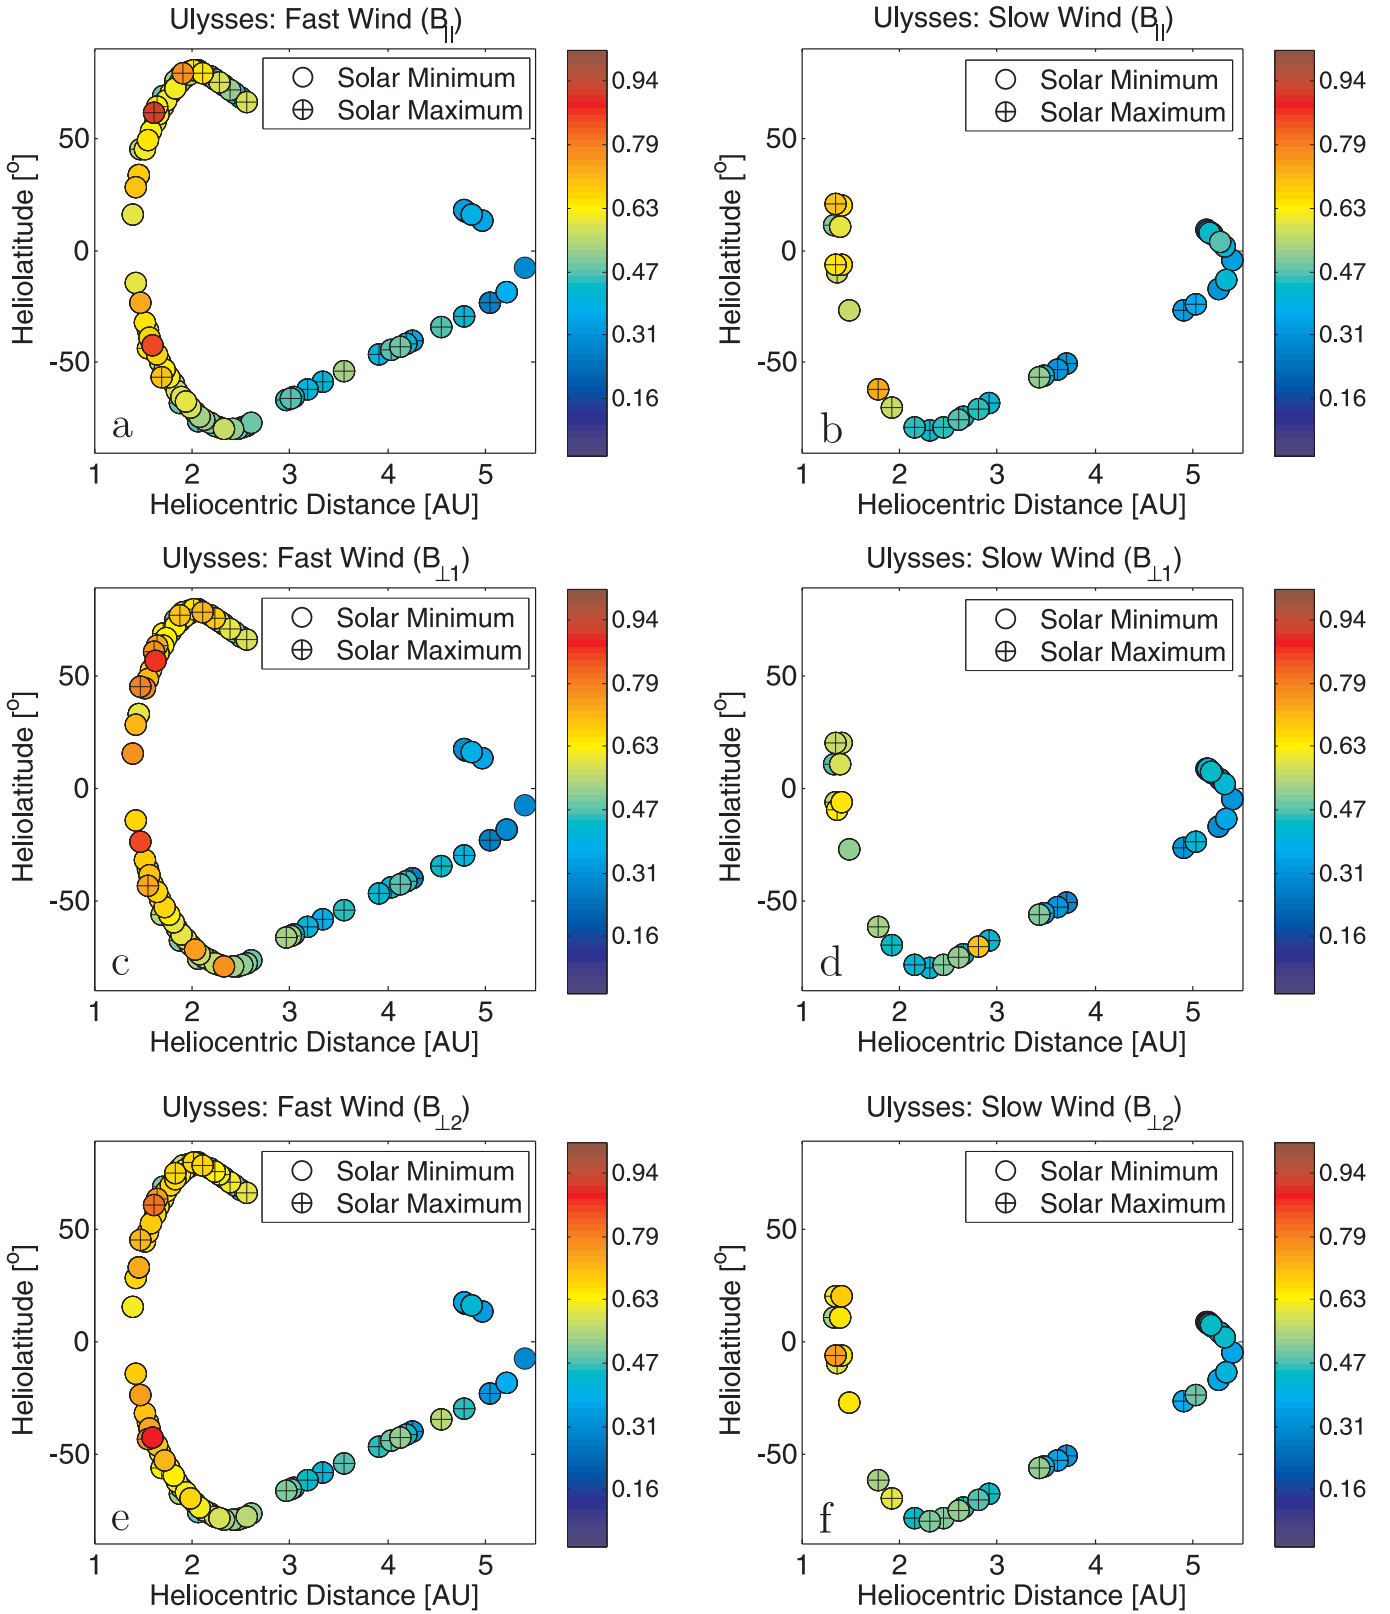 Ulysses: Fast Wind (B||)
Solar Minimum
Solar Maximum
50
0
-50
Heliolatitude [o]
a
1 2 3 4 5
Heliocentric Distance [AU]
0.94
0.79
0.63
0.47
0.31
0.16
Ulysses: Slow Wind (B||)
Solar Minimum
Solar Maximum
50
0
-50
Heliolatitude [o]
b
1 2 3 4 5
Heliocentric Distance [AU]
0.94
0.79
0.63
0.47
0.31
0.16
Ulysses: Fast Wind (B⊥1)
Solar Minimum
Solar Maximum
50
0
-50
Heliolatitude [o]
c
1 2 3 4 5
Heliocentric Distance [AU]
0.94
0.79
0.63
0.47
0.31
0.16
Ulysses: Slow Wind (B⊥1)
Solar Minimum
Solar Maximum
50
0
-50
Heliolatitude [o]
d
1 2 3 4 5
Heliocentric Distance [AU]
0.94
0.79
0.63
0.47
0.31
0.16
Ulysses: Fast Wind (B⊥2)
Solar Minimum
Solar Maximum
50
0
-50
Heliolatitude [o]
e
1 2 3 4 5
Heliocentric Distance [AU]
0.94
0.79
0.63
0.47
0.31
0.16
Ulysses: Slow Wind (B⊥2)
Solar Minimum
Solar Maximum
50
0
-50
Heliolatitude [o]
f
1 2 3 4 5
Heliocentric Distance [AU]
0.94
0.79
0.63
0.47
0.31
0.16